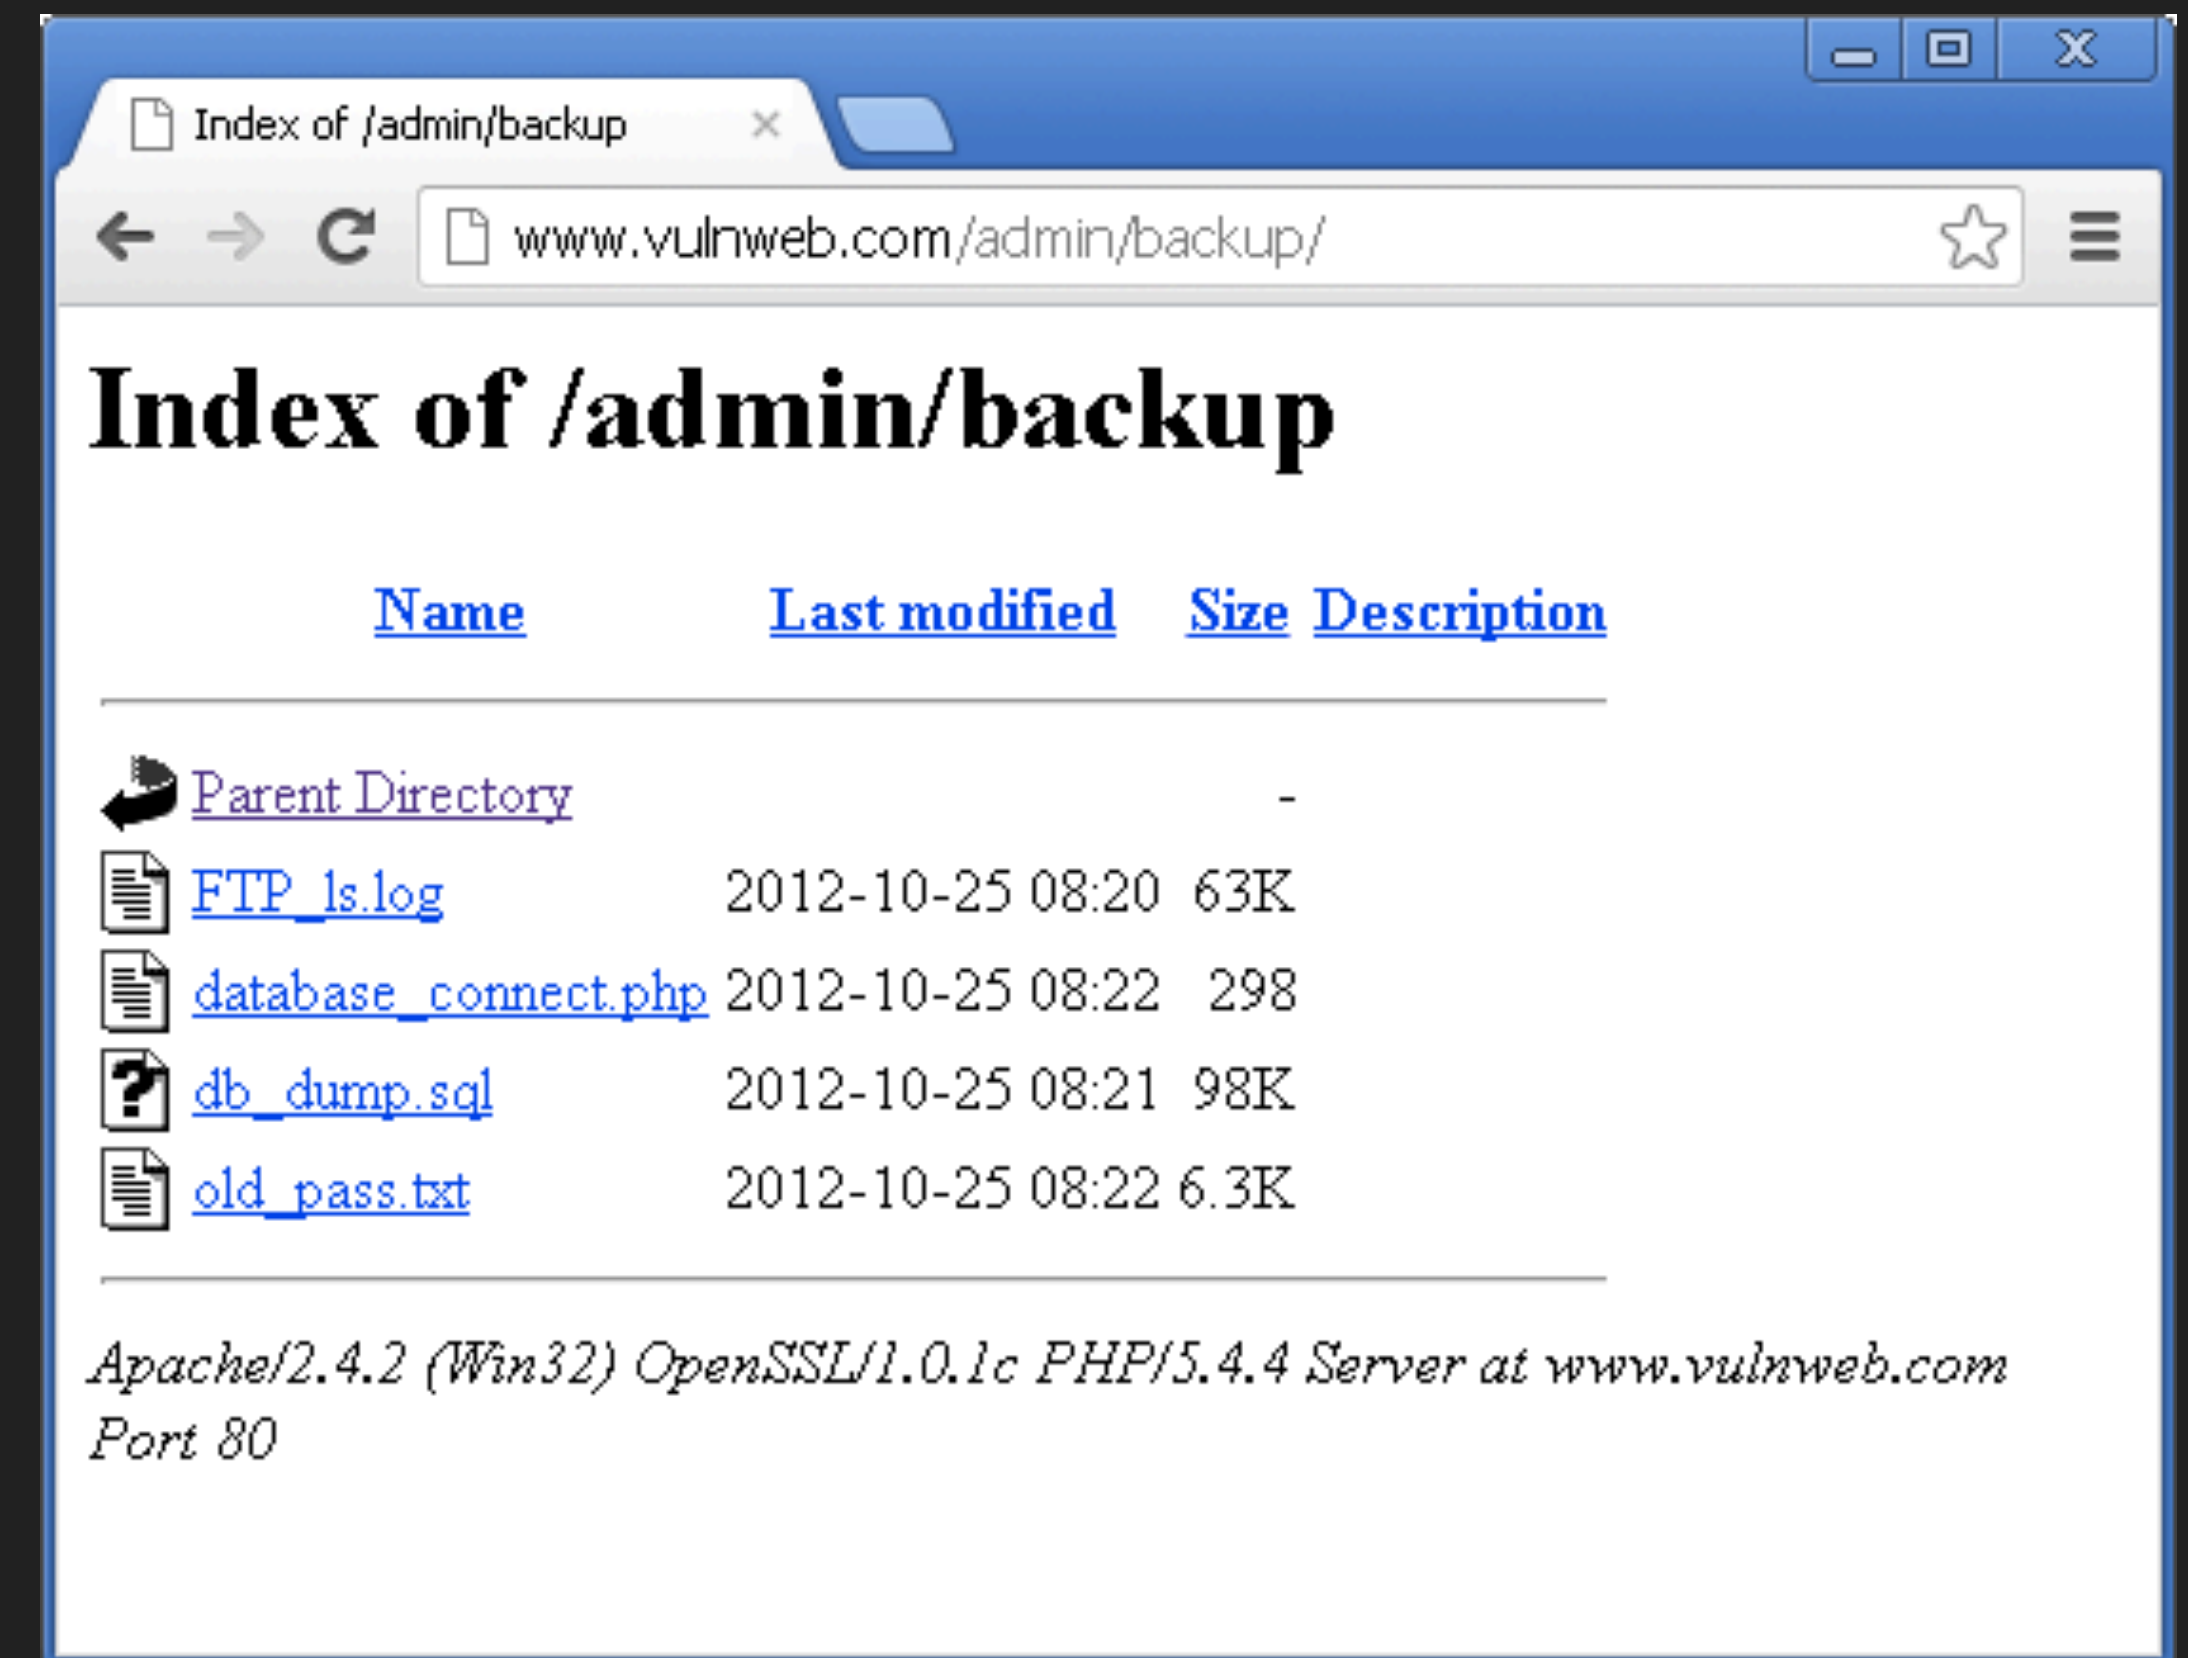 Index of /admin/backup
www.vulnweb.com/admin/backup/
Index of /admin/backup
Name Last modified Size Description
Parent Directory -
FTP_ls.log 2012-10-25 08:20 63K
database_connect.php 2012-10-25 08:22 298
db_dump.sql 2012-10-25 08:21 98K
old_pass.txt 2012-10-25 08:22 6.3K
Apache/2.4.2 (Win32) OpenSSL/1.0.1c PHP/5.4.4 Server at www.vulnweb.com
Port 80